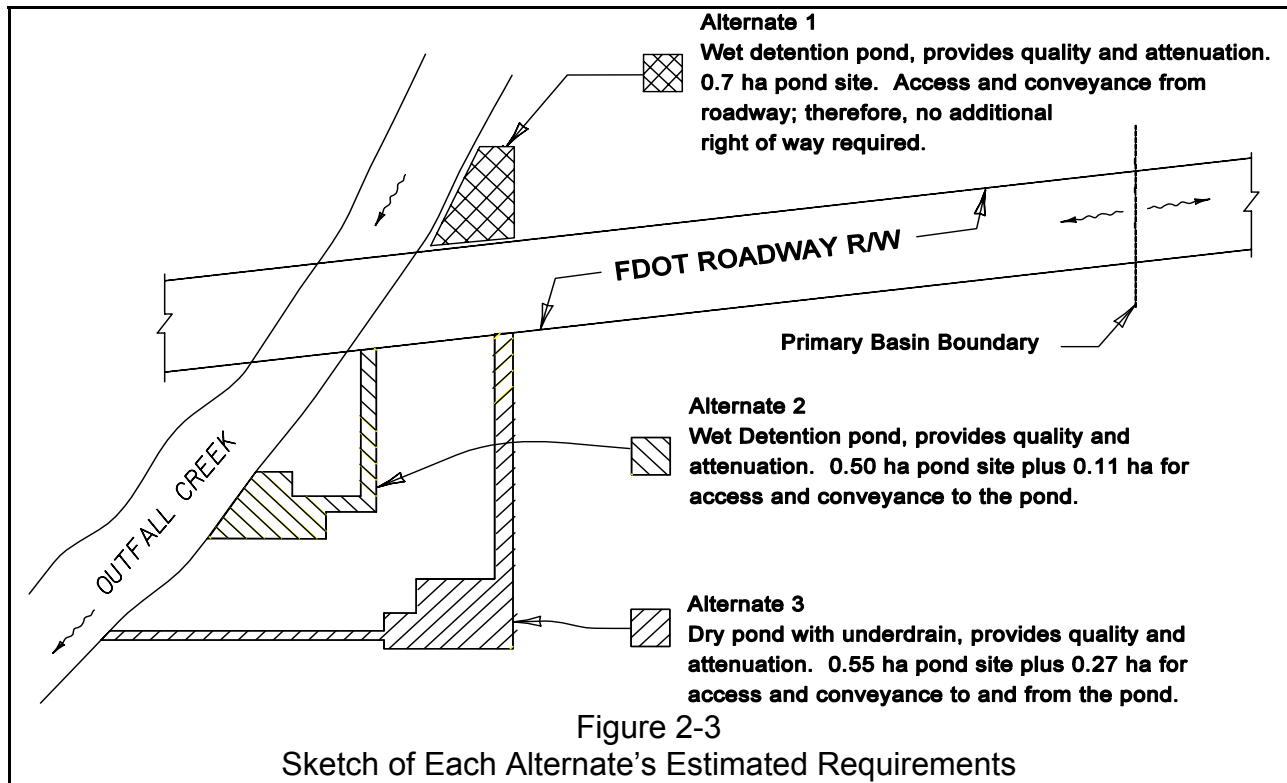 Alternate 1
Wet detention pond, provides quality and attenuation.
0.7 ha pond site. Access and conveyance from
roadway; therefore, no additional
right of way required.
FDOT ROADWAY R/W
Primary Basin Boundary
Alternate 2
Wet Detention pond, provides quality and
attenuation. 0.50 ha pond site plus 0.11 ha for
access and conveyance to the pond.
OUTFALL CREEK
Alternate 3
Dry pond with underdrain, provides quality and
attenuation. 0.55 ha pond site plus 0.27 ha for
access and conveyance to and from the pond.
Figure 2-3
Sketch of Each Alternate's Estimated Requirements